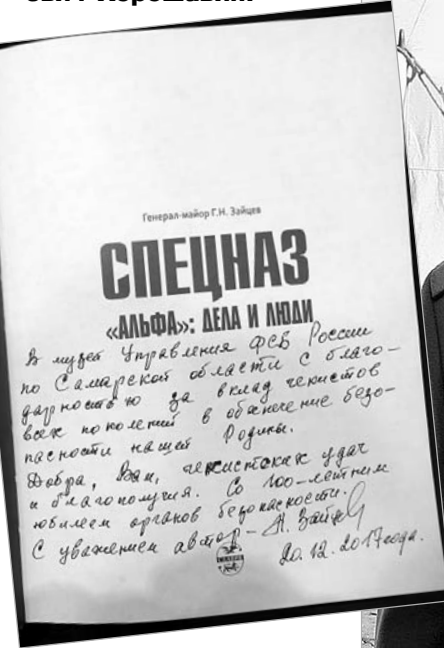 Генерал-майор Г.Н. Зайцев
СПЕЦНАЗ
«АЛЬФА»: ДЕЛА И ЛЮДИ
В музей Управления ФСБ России
по Самарской области с благо-
дарностью за вклад чекистов
всех поколений в обеспечение безо-
пасности нашей Родины.
Добра, Вам, чекистских удач
и благополучия. Со 100-летним
юбилеем органов безопасности.
С уважением автор – Зайцев
20.12.2017 года.